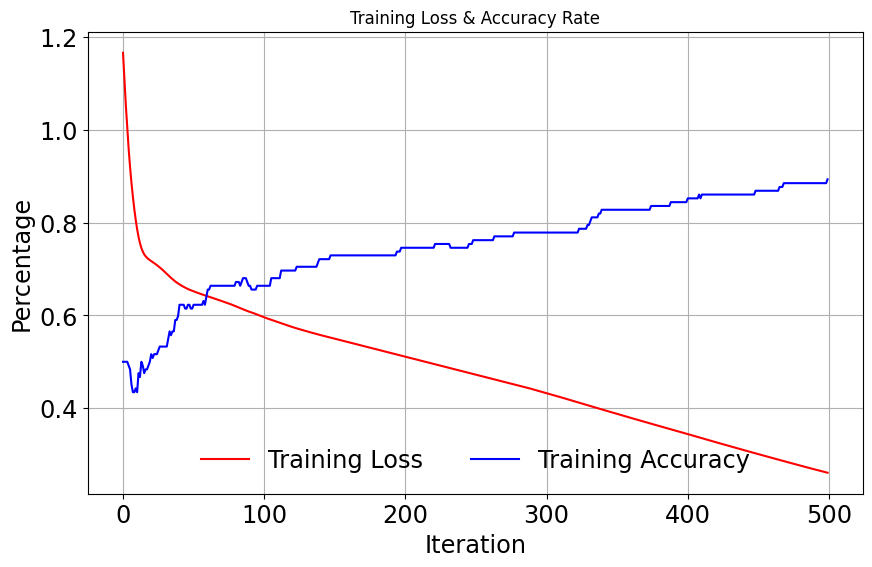 Training Loss & Accuracy Rate
1.2
1.0
0.8
0.6
0.4
Percentage
Training Loss Training Accuracy
0 100 200 300 400 500
Iteration